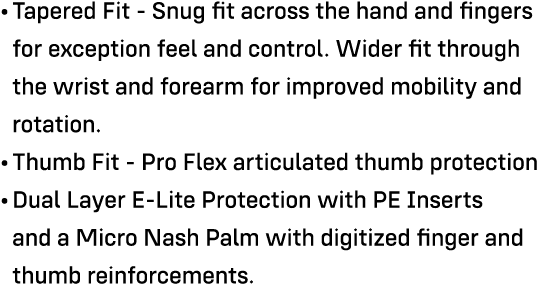 • Tapered Fit - Snug fit across the hand and fingers
for exception feel and control. Wider fit through
the wrist and forearm for improved mobility and
rotation.
• Thumb Fit - Pro Flex articulated thumb protection
• Dual Layer E-Lite Protection with PE Inserts
and a Micro Nash Palm with digitized finger and
thumb reinforcements.